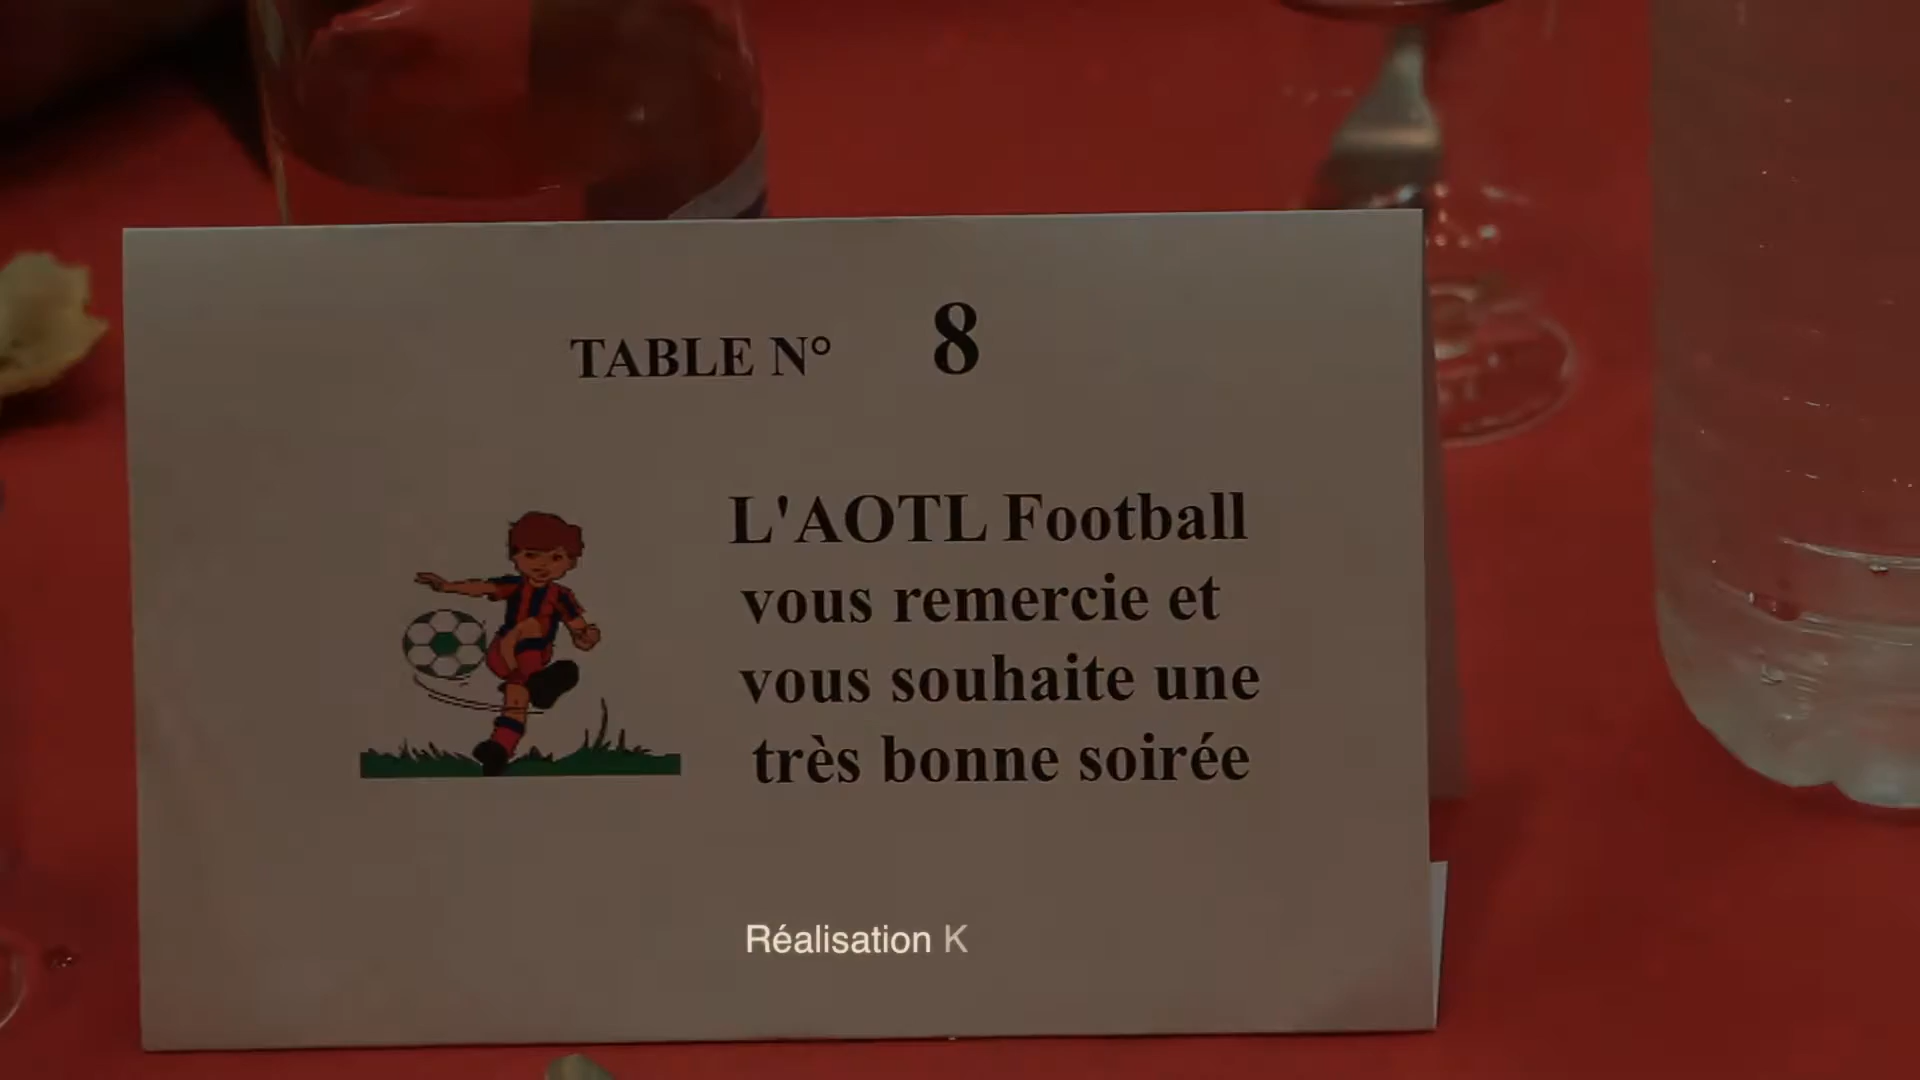 TABLE N° 8
L'AOTL Football
vous remercie et
vous souhaite une
très bonne soirée
Réalisation K